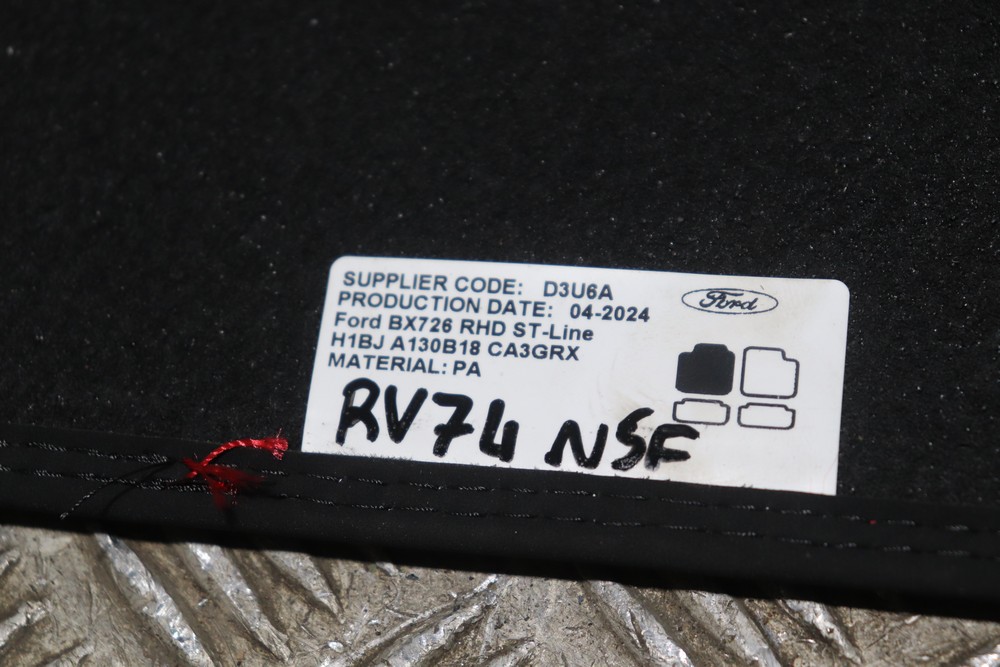 SUPPLIER CODE: D3U6A
PRODUCTION DATE: 04-2024
Ford BX726 RHD ST-Line
H1BJ A130B18 CA3GRX
MATERIAL: PA
Ford
RV74 NSF